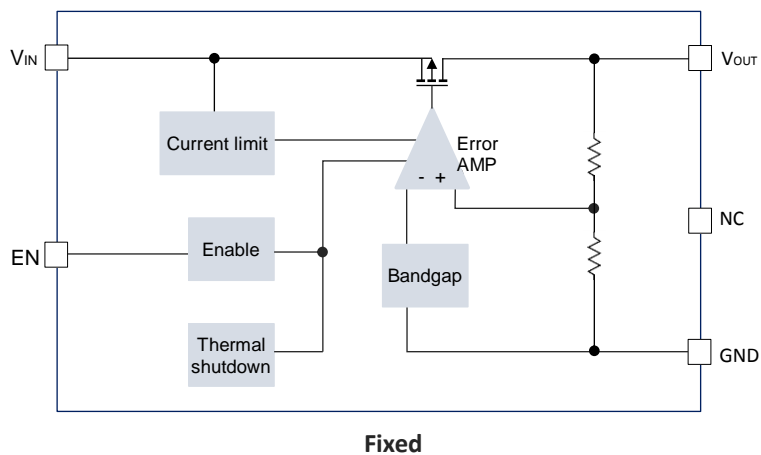 VIN
VOUT
Current limit
Error
AMP
- +
NC
EN
Enable
Bandgap
Thermal
shutdown
GND
Fixed